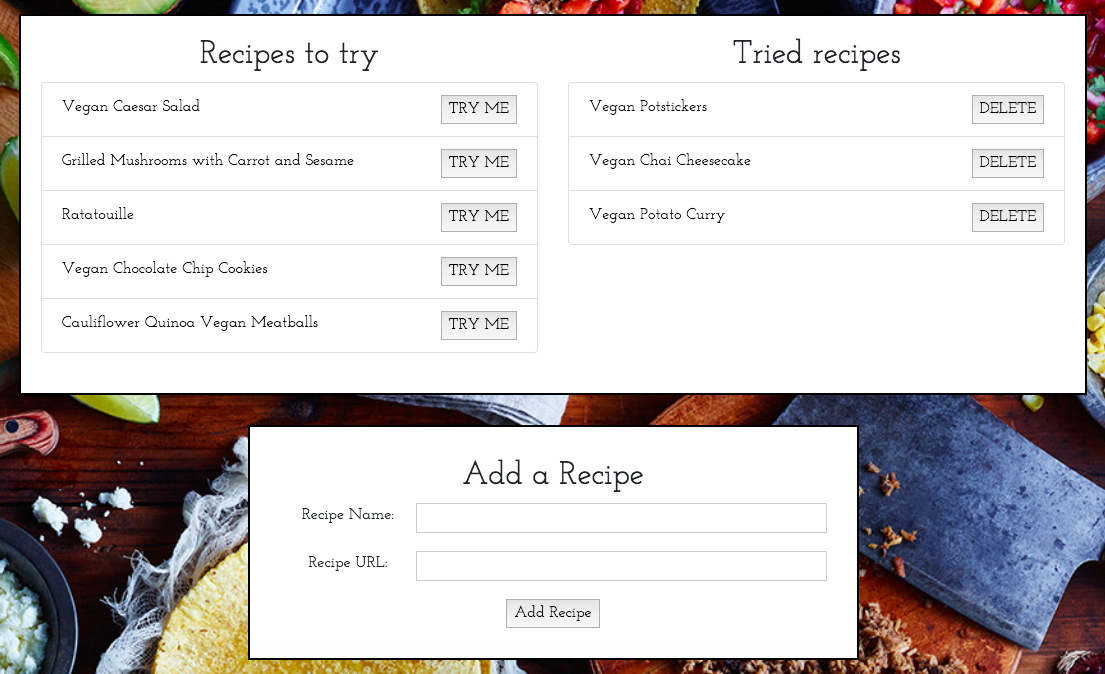 Recipes to try
Vegan Caesar Salad TRY ME
Grilled Mushrooms with Carrot and Sesame TRY ME
Ratatouille TRY ME
Vegan Chocolate Chip Cookies TRY ME
Cauliflower Quinoa Vegan Meatballs TRY ME
Tried recipes
Vegan Potstickers DELETE
Vegan Chai Cheesecake DELETE
Vegan Potato Curry DELETE
Add a Recipe
Recipe Name:
Recipe URL:
Add Recipe